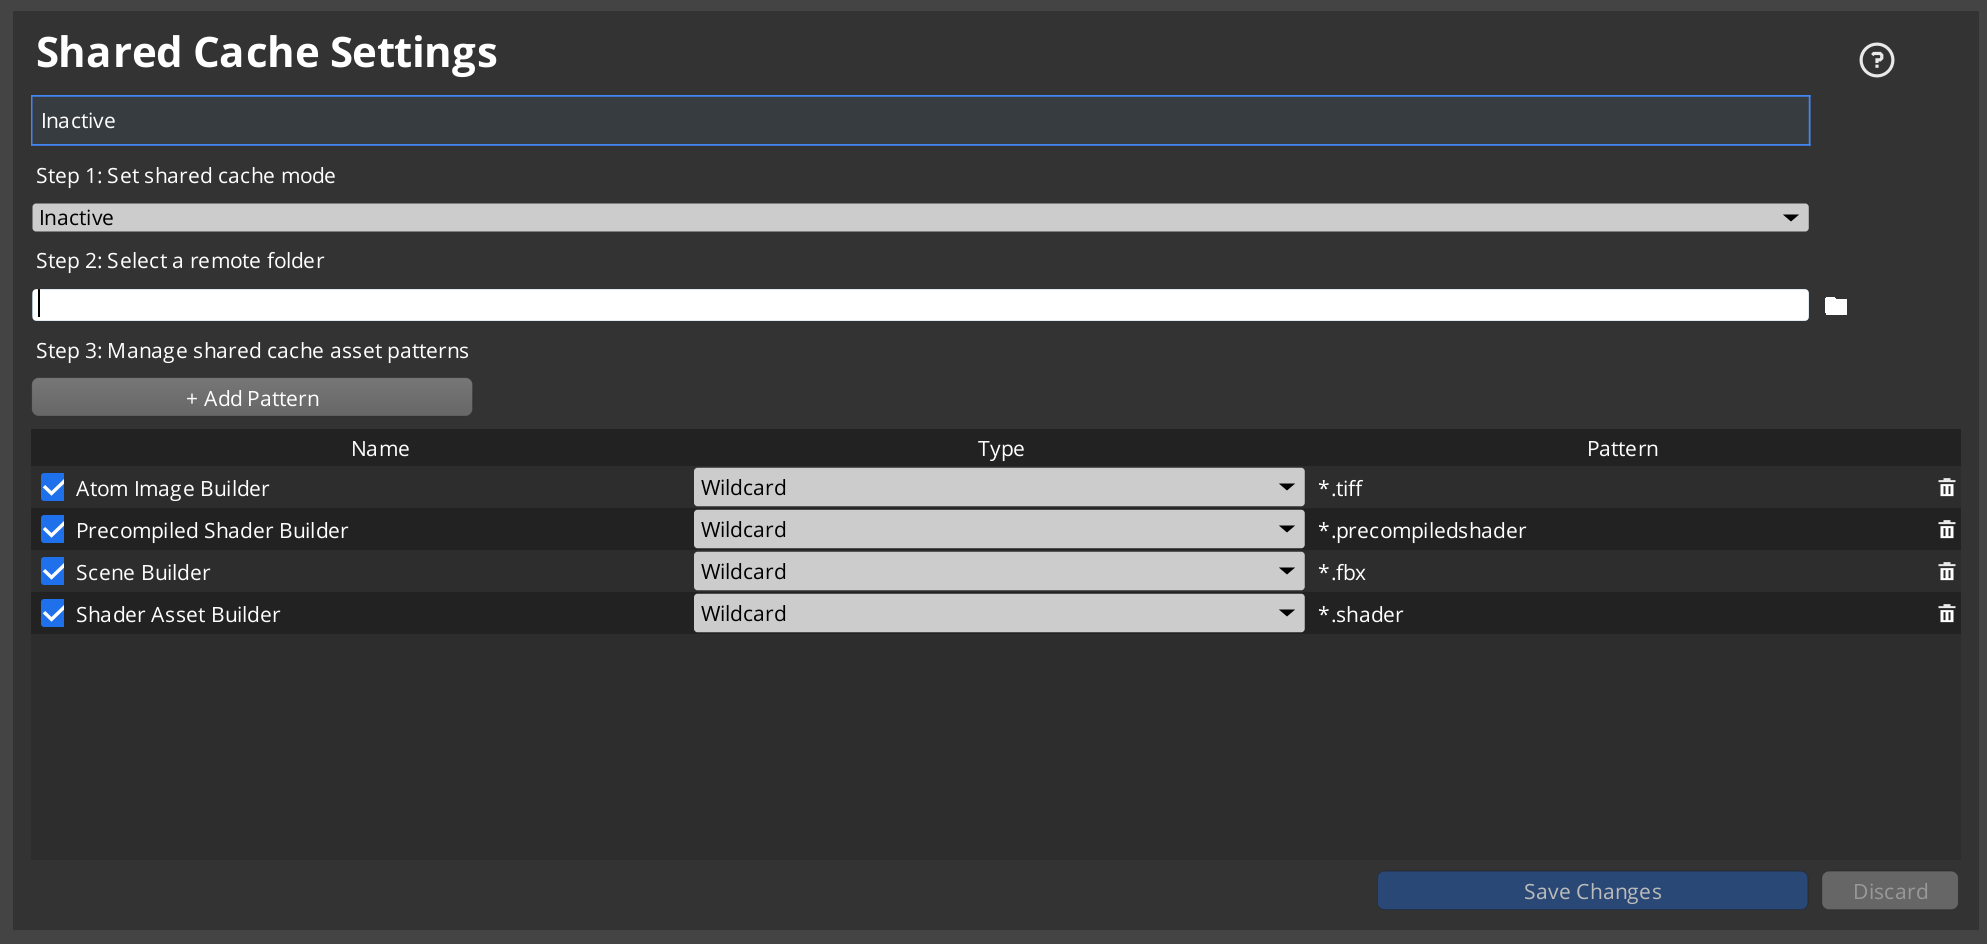 Shared Cache Settings
?
Inactive
Step 1: Set shared cache mode
Inactive
Step 2: Select a remote folder
Step 3: Manage shared cache asset patterns
+ Add Pattern
Name Type Pattern
Atom Image Builder Wildcard *.tiff
Precompiled Shader Builder Wildcard *.precompiledshader
Scene Builder Wildcard *.fbx
Shader Asset Builder Wildcard *.shader
Save Changes Discard